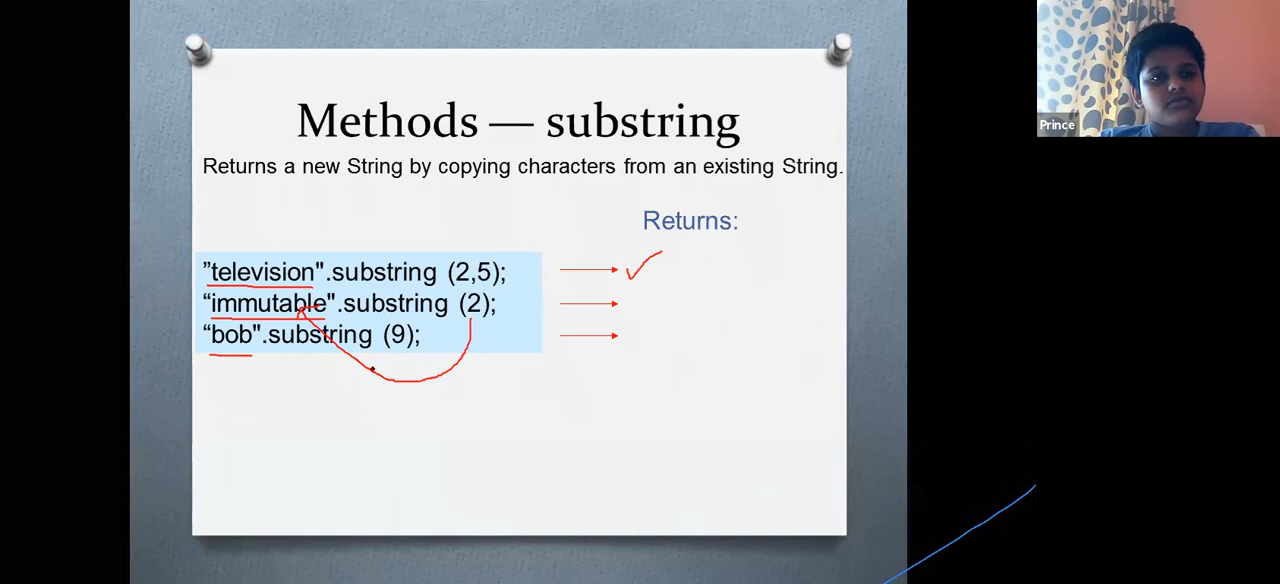 Methods — substring
Returns a new String by copying characters from an existing String.
Returns:
”television".substring (2,5);
“immutable".substring (2);
“bob".substring (9);
Prince